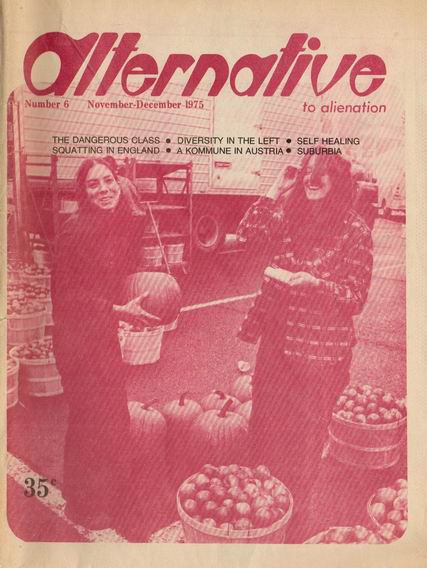 alternative
Number 6 November-December 1975
to alienation
THE DANGEROUS CLASS ● DIVERSITY IN THE LEFT ● SELF HEALING
SQUATTING IN ENGLAND ● A KOMMUNE IN AUSTRIA ● SUBURBIA
35¢